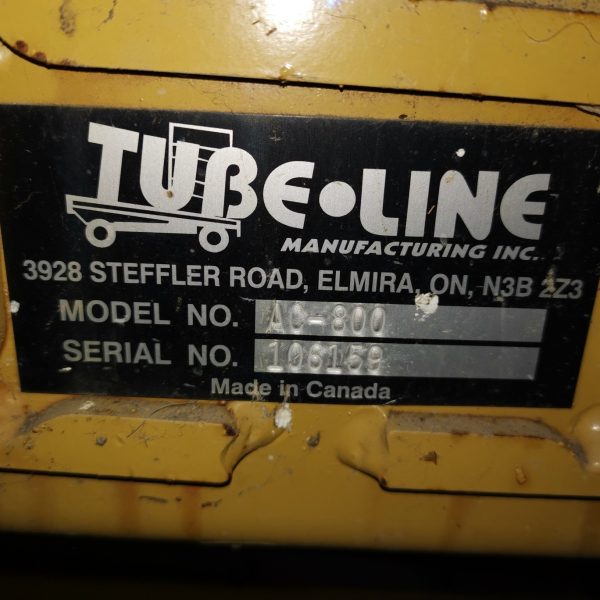 TUBE•LINE
MANUFACTURING INC.
3928 STEFFLER ROAD, ELMIRA, ON, N3B 2Z3
MODEL NO. AC-800
SERIAL NO. 106159
Made in Canada